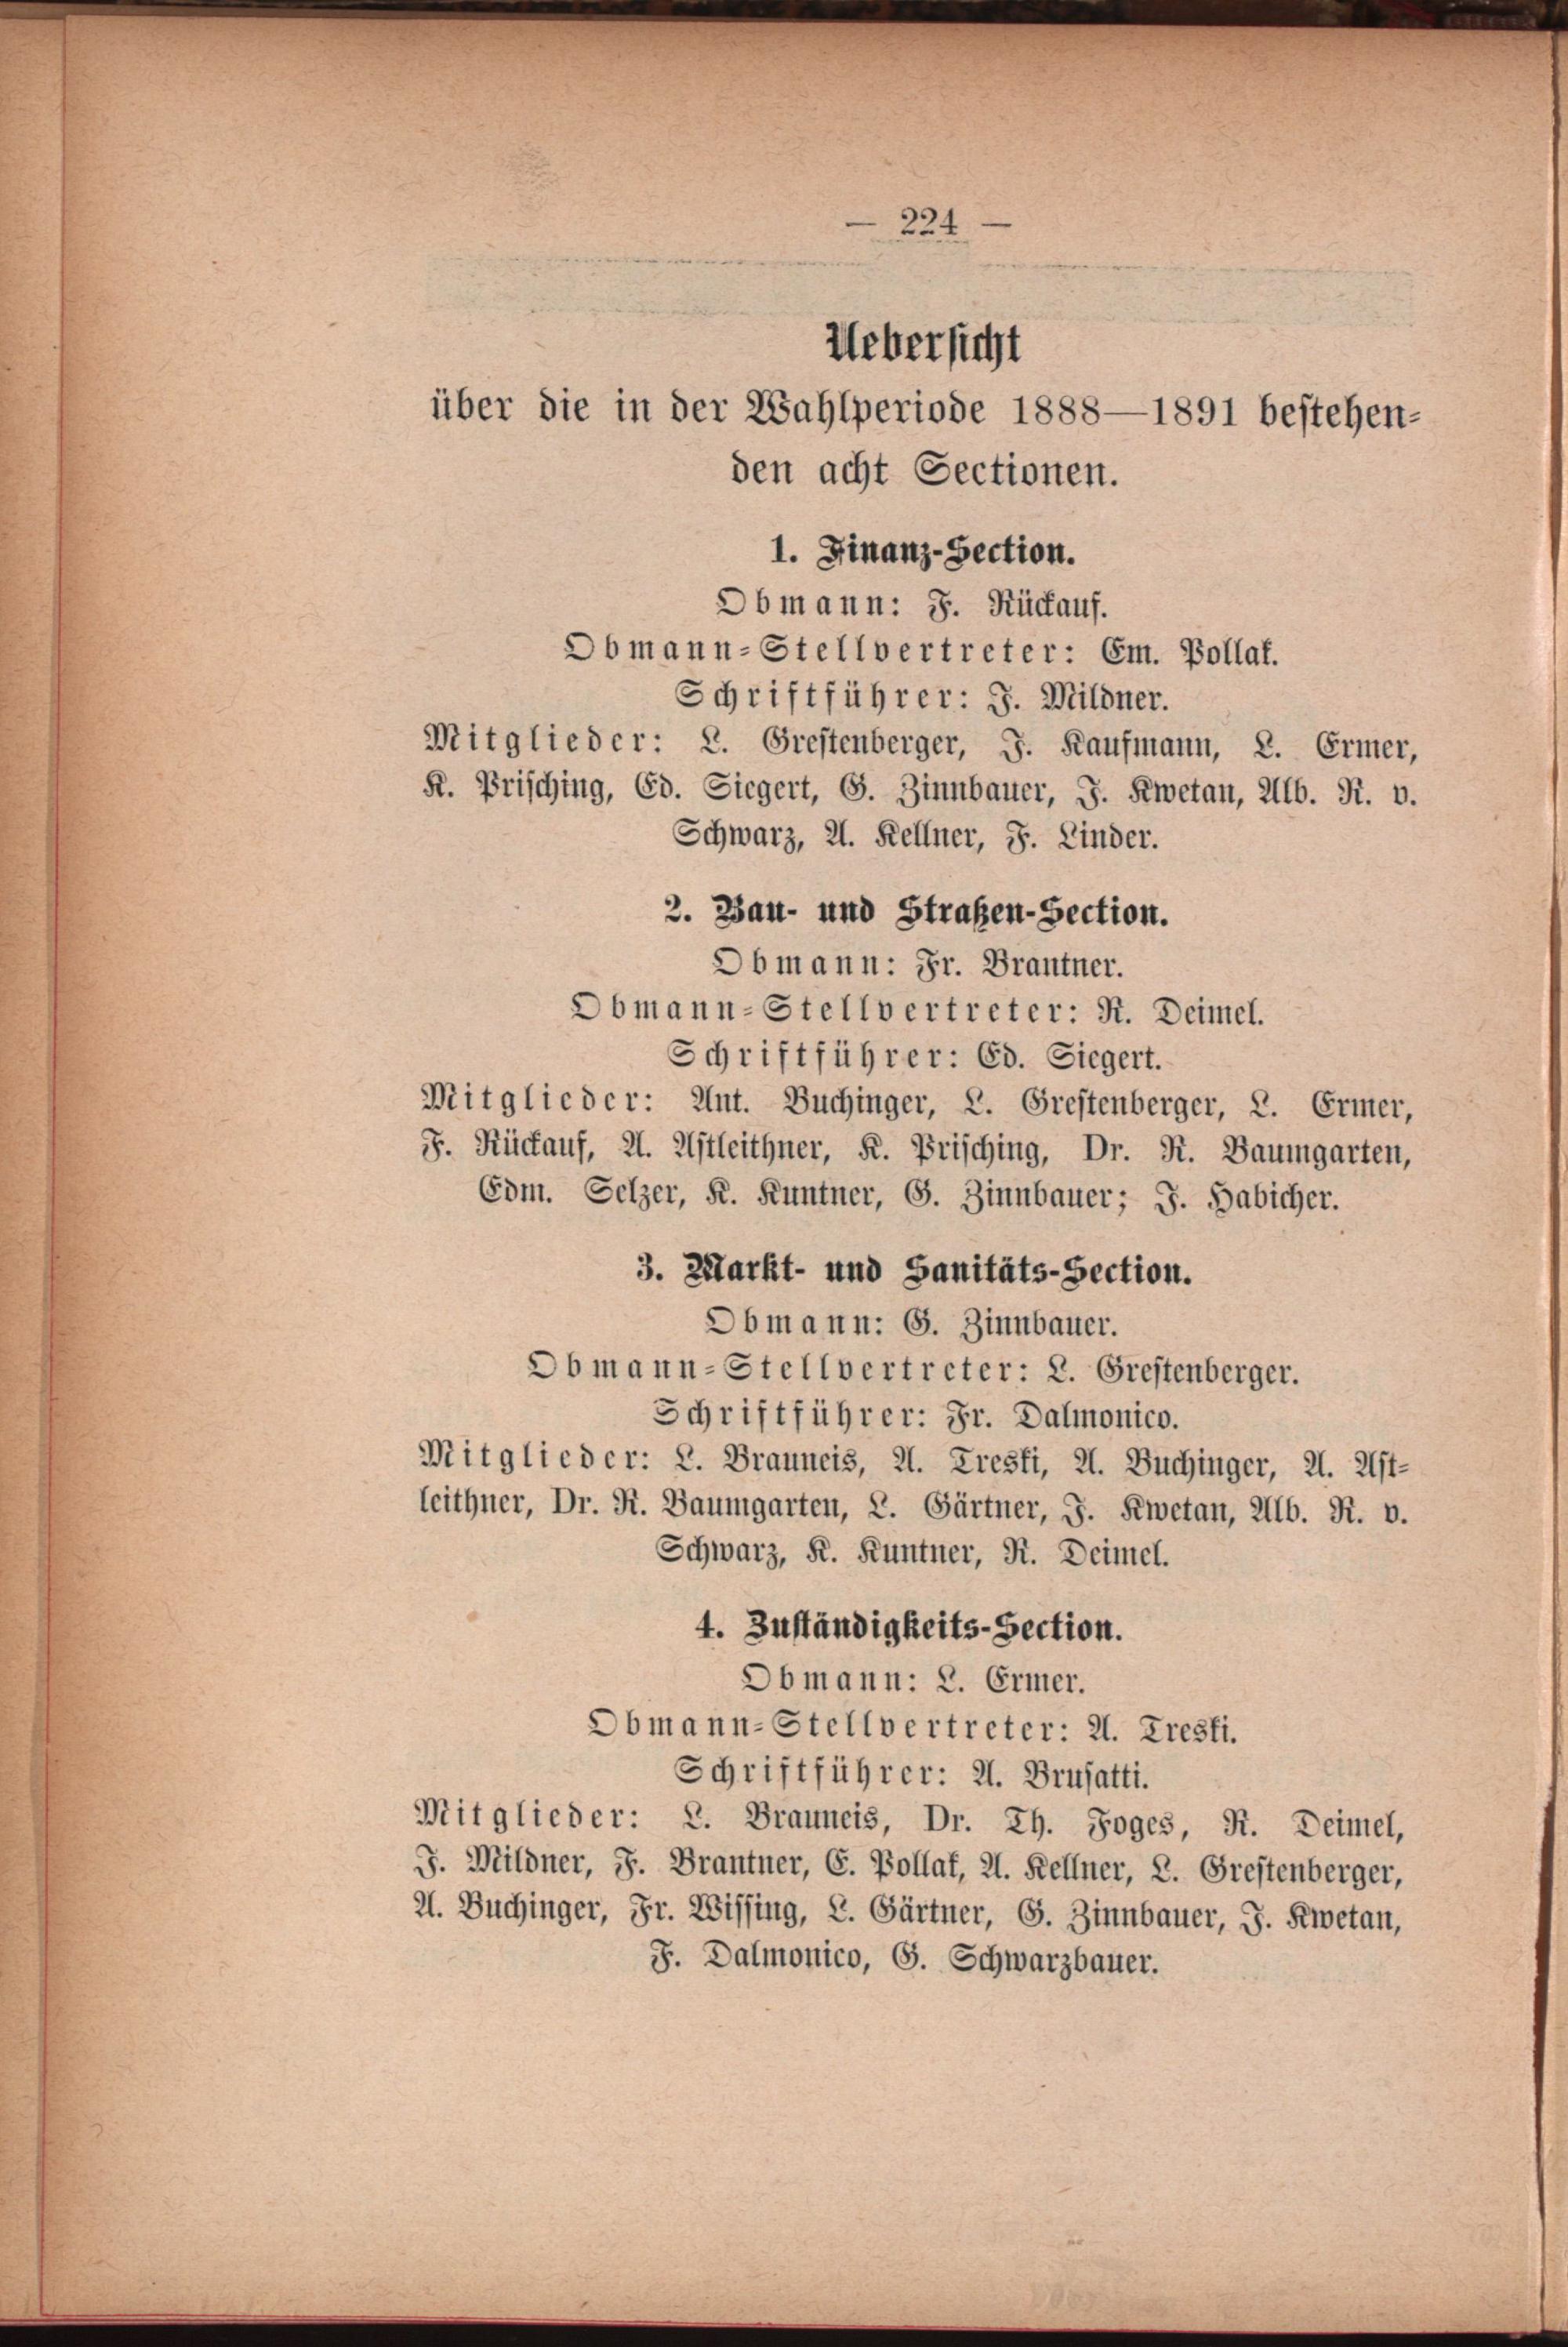 — 224 —
Uebersicht
über die in der Wahlperiode 1888—1891 bestehen-
den acht Sectionen.
1. Finanz-Section.
Obmann: F. Rückauf.
Obmann-Stellvertreter: Em. Pollak.
Schriftführer: J. Mildner.
Mitglieder: L. Grestenberger, J. Kaufmann, L. Ermer,
K. Prisching, Ed. Siegert, G. Zinnbauer, J. Kwetan, Alb. R. v.
Schwarz, A. Kellner, F. Linder.
2. Bau- und Straßen-Section.
Obmann: Fr. Brantner.
Obmann-Stellvertreter: R. Deimel.
Schriftführer: Ed. Siegert.
Mitglieder: Ant. Buchinger, L. Grestenberger, L. Ermer,
F. Rückauf, A. Astleithner, K. Prisching, Dr. R. Baumgarten,
Edm. Selzer, K. Kuntner, G. Zinnbauer; J. Habicher.
3. Markt- und Sanitäts-Section.
Obmann: G. Zinnbauer.
Obmann-Stellvertreter: L. Grestenberger.
Schriftführer: Fr. Dalmonico.
Mitglieder: L. Brauneis, A. Treski, A. Buchinger, A. Ast-
leithner, Dr. R. Baumgarten, L. Gärtner, J. Kwetan, Alb. R. v.
Schwarz, K. Kuntner, R. Deimel.
4. Zuständigkeits-Section.
Obmann: L. Ermer.
Obmann-Stellvertreter: A. Treski.
Schriftführer: A. Brusatti.
Mitglieder: L. Brauneis, Dr. Th. Foges, R. Deimel,
J. Mildner, F. Brantner, E. Pollak, A. Kellner, L. Grestenberger,
A. Buchinger, Fr. Wissing, L. Gärtner, G. Zinnbauer, J. Kwetan,
F. Dalmonico, G. Schwarzbauer.